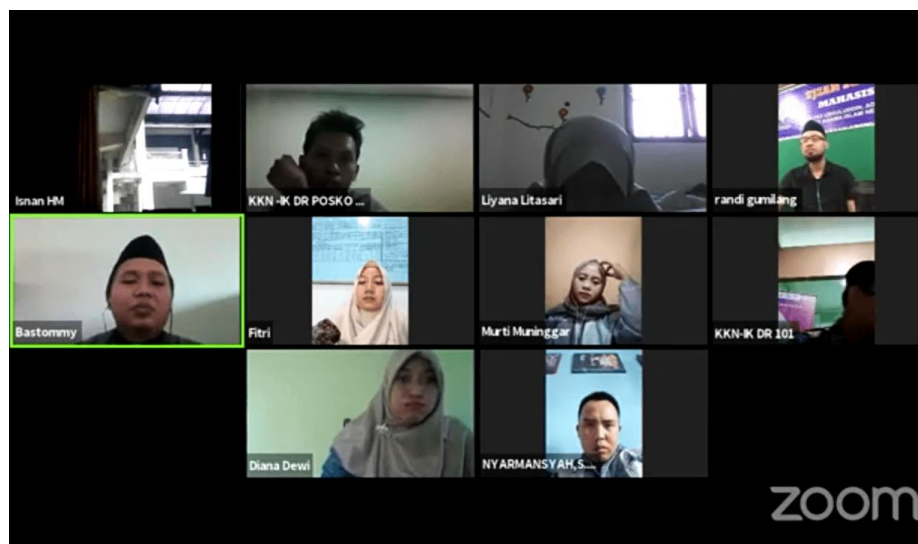 MAHASIS
Isnan HM
KKN -IK DR POSKO ...
Liyana Litasari
randi gumilang
Bastommy
Fitri
Murti Muninggar
KKN-IK DR 101
Diana Dewi
NYARMANSYAH,S....
zoom